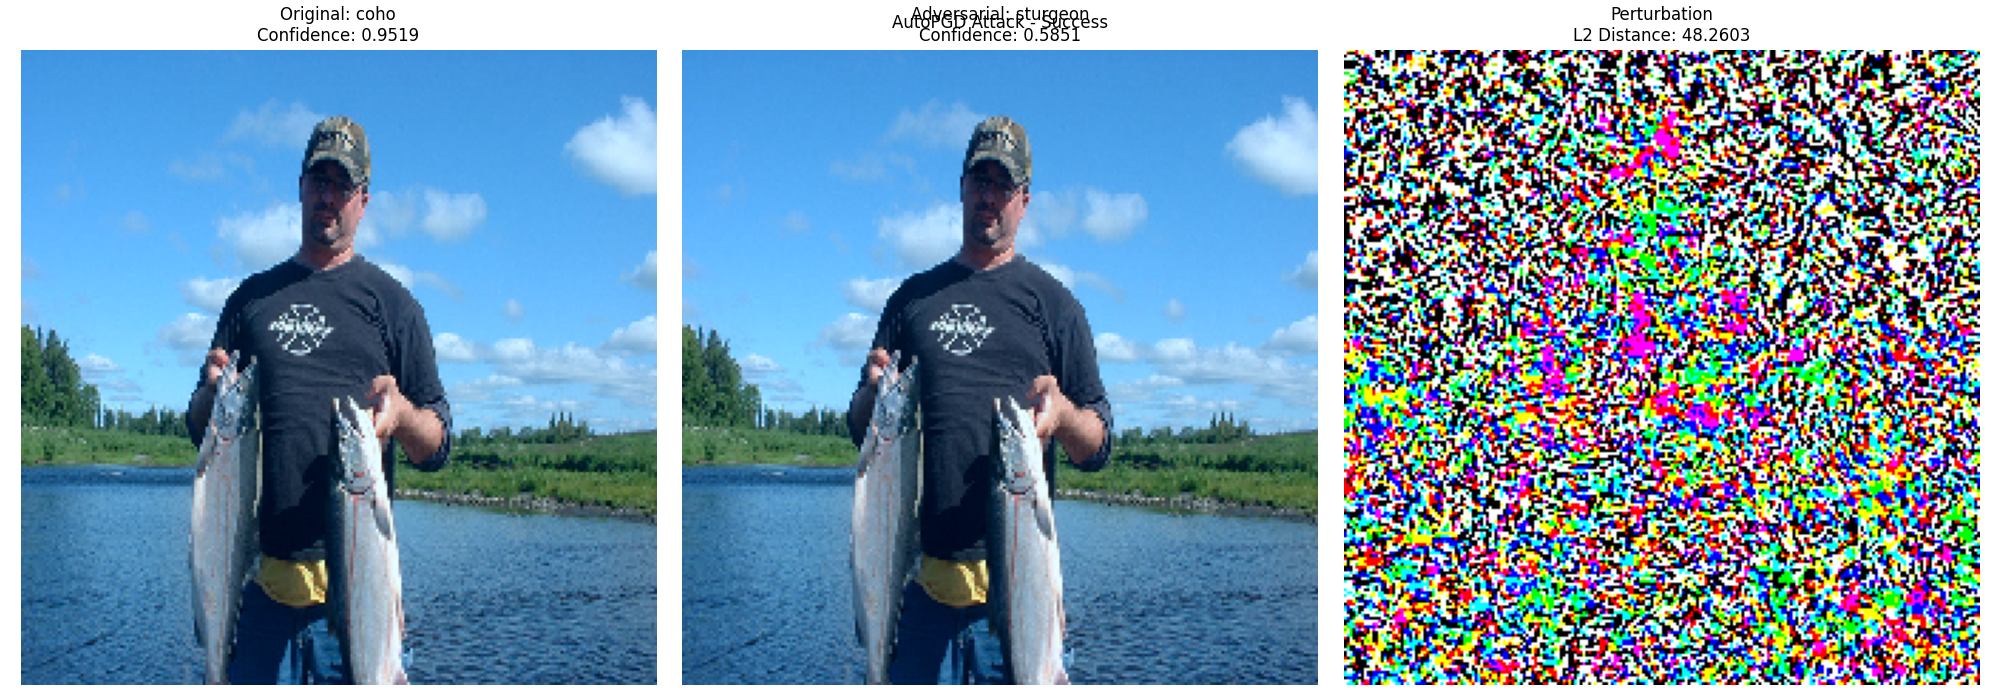 Original: coho
Confidence: 0.9519
Adversarial: sturgeon
AutoPGD Attack - Success
Confidence: 0.5851
Perturbation
L2 Distance: 48.2603